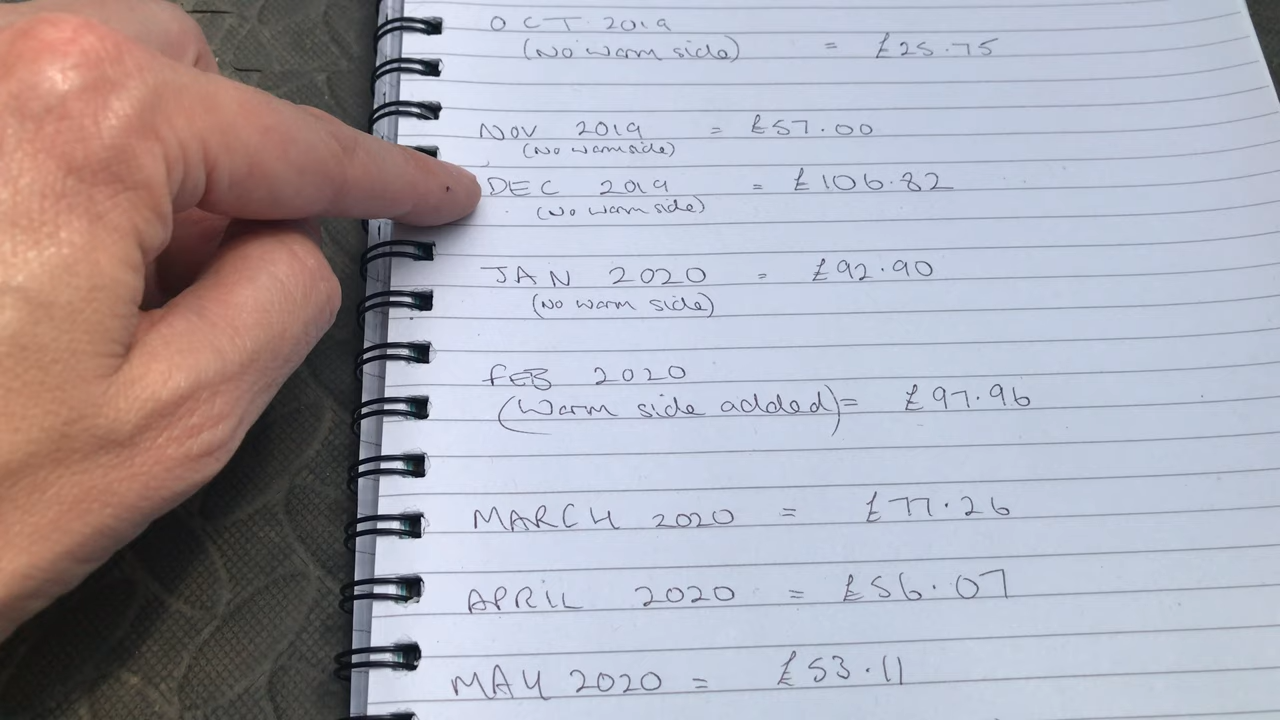 OCT 2019
(No warm side) = £25.75
NOV 2019 = £57.00
(No warm side)
DEC 2019 = £106.82
(No warm side)
JAN 2020 = £92.90
(No warm side)
FEB 2020
(Warm side added) = £97.96
MARCH 2020 = £77.26
APRIL 2020 = £56.07
MAY 2020 = £53.11